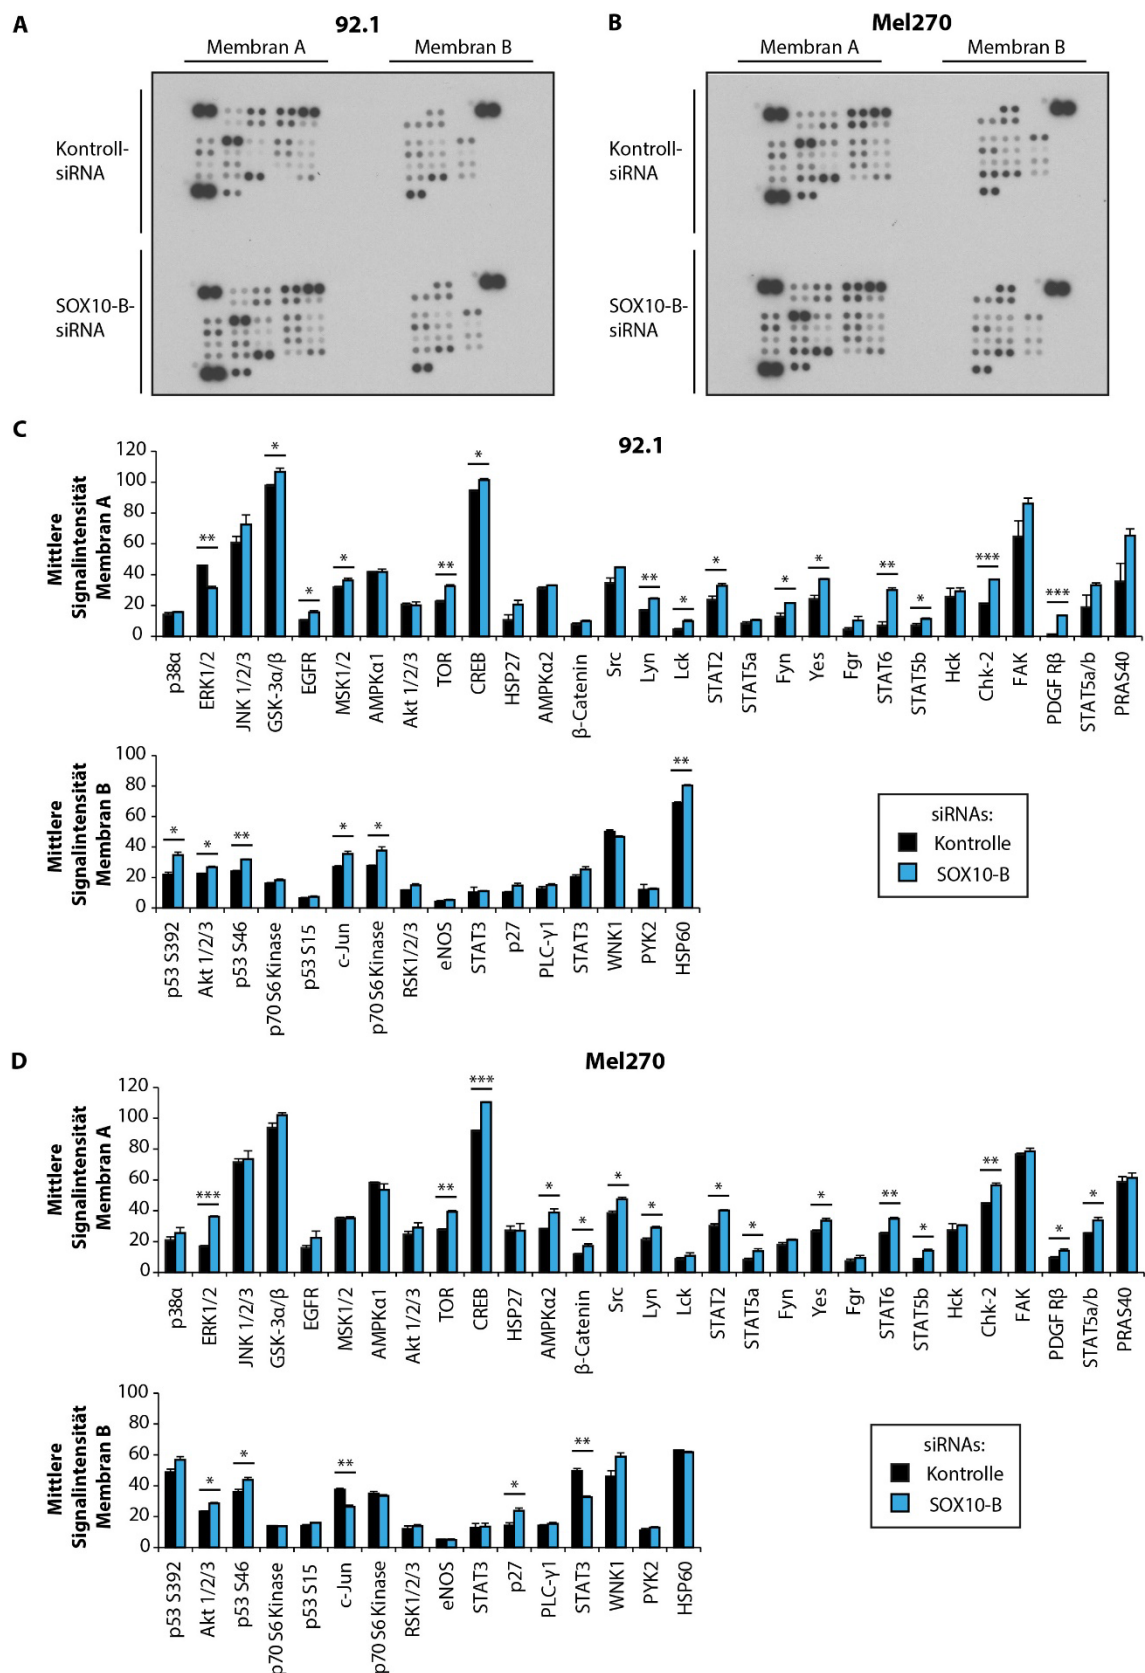 A
92.1
Membran A
Membran B
Kontroll-
siRNA
SOX10-B-
siRNA
B
Mel270
Membran A
Membran B
Kontroll-
siRNA
SOX10-B-
siRNA
C
92.1
Mittlere
Signalintensität
Membran A
120
100
80
60
40
20
0
* ** * * * ** * ** * * * * ** * *** ***
p38α ERK1/2 JNK 1/2/3 GSK-3α/β EGFR MSK1/2 AMPKα1 Akt 1/2/3 TOR CREB HSP27 AMPKα2 β-Catenin Src Lyn Lck STAT2 STAT5a Fyn Yes Fgr STAT6 STAT5b Hck Chk-2 FAK PDGF Rβ STAT5a/b PRAS40
Mittlere
Signalintensität
Membran B
100
80
60
40
20
0
* * ** * * **
p53 S392 Akt 1/2/3 p53 S46 p70 S6 Kinase p53 S15 c-Jun p70 S6 Kinase RSK1/2/3 eNOS STAT3 p27 PLC-γ1 STAT3 WNK1 PYK2 HSP60
siRNAs:
Kontrolle
SOX10-B
D
Mel270
Mittlere
Signalintensität
Membran A
120
100
80
60
40
20
0
*** ** *** * * * * * * * ** * ** * *
p38α ERK1/2 JNK 1/2/3 GSK-3α/β EGFR MSK1/2 AMPKα1 Akt 1/2/3 TOR CREB HSP27 AMPKα2 β-Catenin Src Lyn Lck STAT2 STAT5a Fyn Yes Fgr STAT6 STAT5b Hck Chk-2 FAK PDGF Rβ STAT5a/b PRAS40
Mittlere
Signalintensität
Membran B
100
80
60
40
20
0
* * ** * **
p53 S392 Akt 1/2/3 p53 S46 p70 S6 Kinase p53 S15 c-Jun p70 S6 Kinase RSK1/2/3 eNOS STAT3 p27 PLC-γ1 STAT3 WNK1 PYK2 HSP60
siRNAs:
Kontrolle
SOX10-B